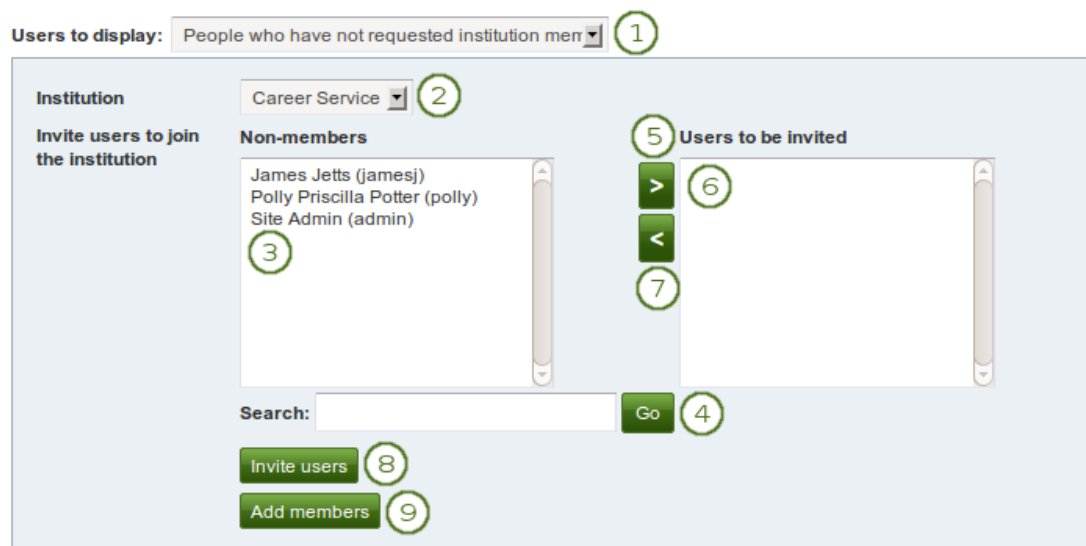 Users to display: People who have not requested institution mem 1
Institution Career Service 2
Invite users to join
the institution
Non-members
5 Users to be invited
James Jetts (jamesj)
Polly Priscilla Potter (polly)
Site Admin (admin)
3
> 6
<
7
Search: Go 4
Invite users 8
Add members 9